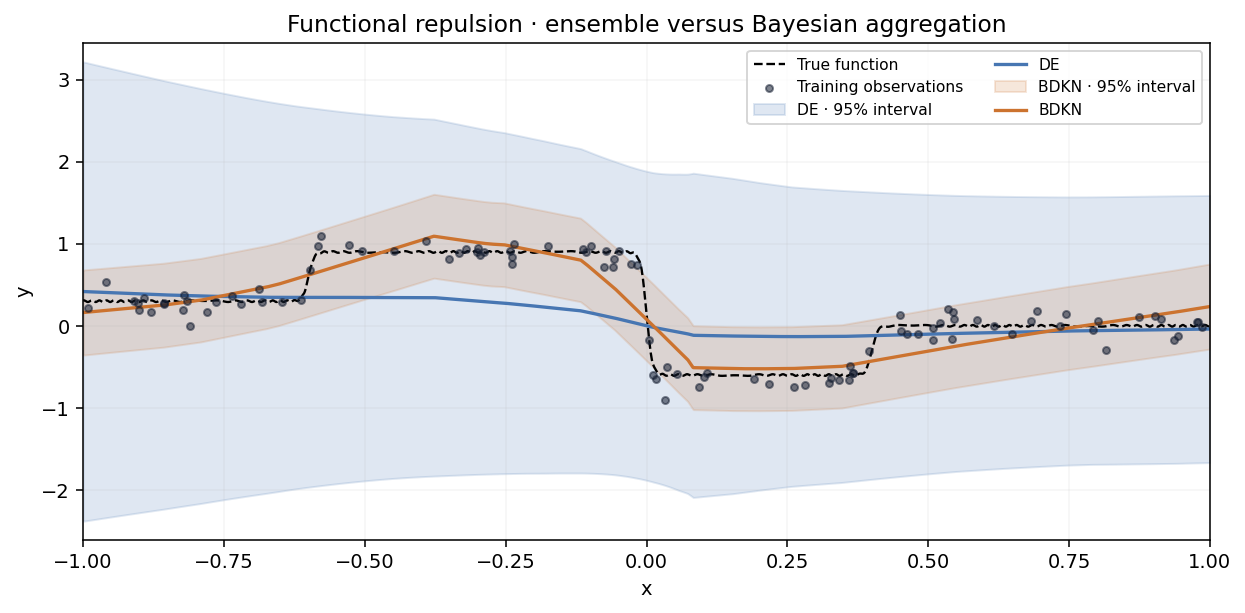 Functional repulsion · ensemble versus Bayesian aggregation
True function
Training observations
DE · 95% interval
DE
BDKN · 95% interval
BDKN
y
3
2
1
0
−1
−2
−1.00 −0.75 −0.50 −0.25 0.00 0.25 0.50 0.75 1.00
x